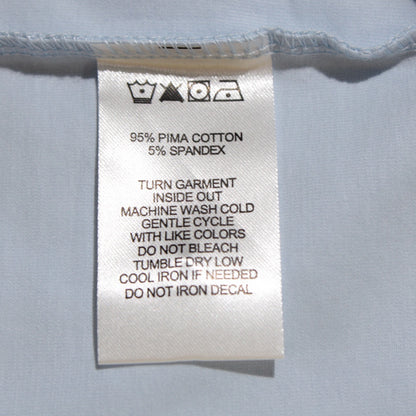 95% PIMA COTTON
5% SPANDEX
TURN GARMENT
INSIDE OUT
MACHINE WASH COLD
GENTLE CYCLE
WITH LIKE COLORS
DO NOT BLEACH
TUMBLE DRY LOW
COOL IRON IF NEEDED
DO NOT IRON DECAL